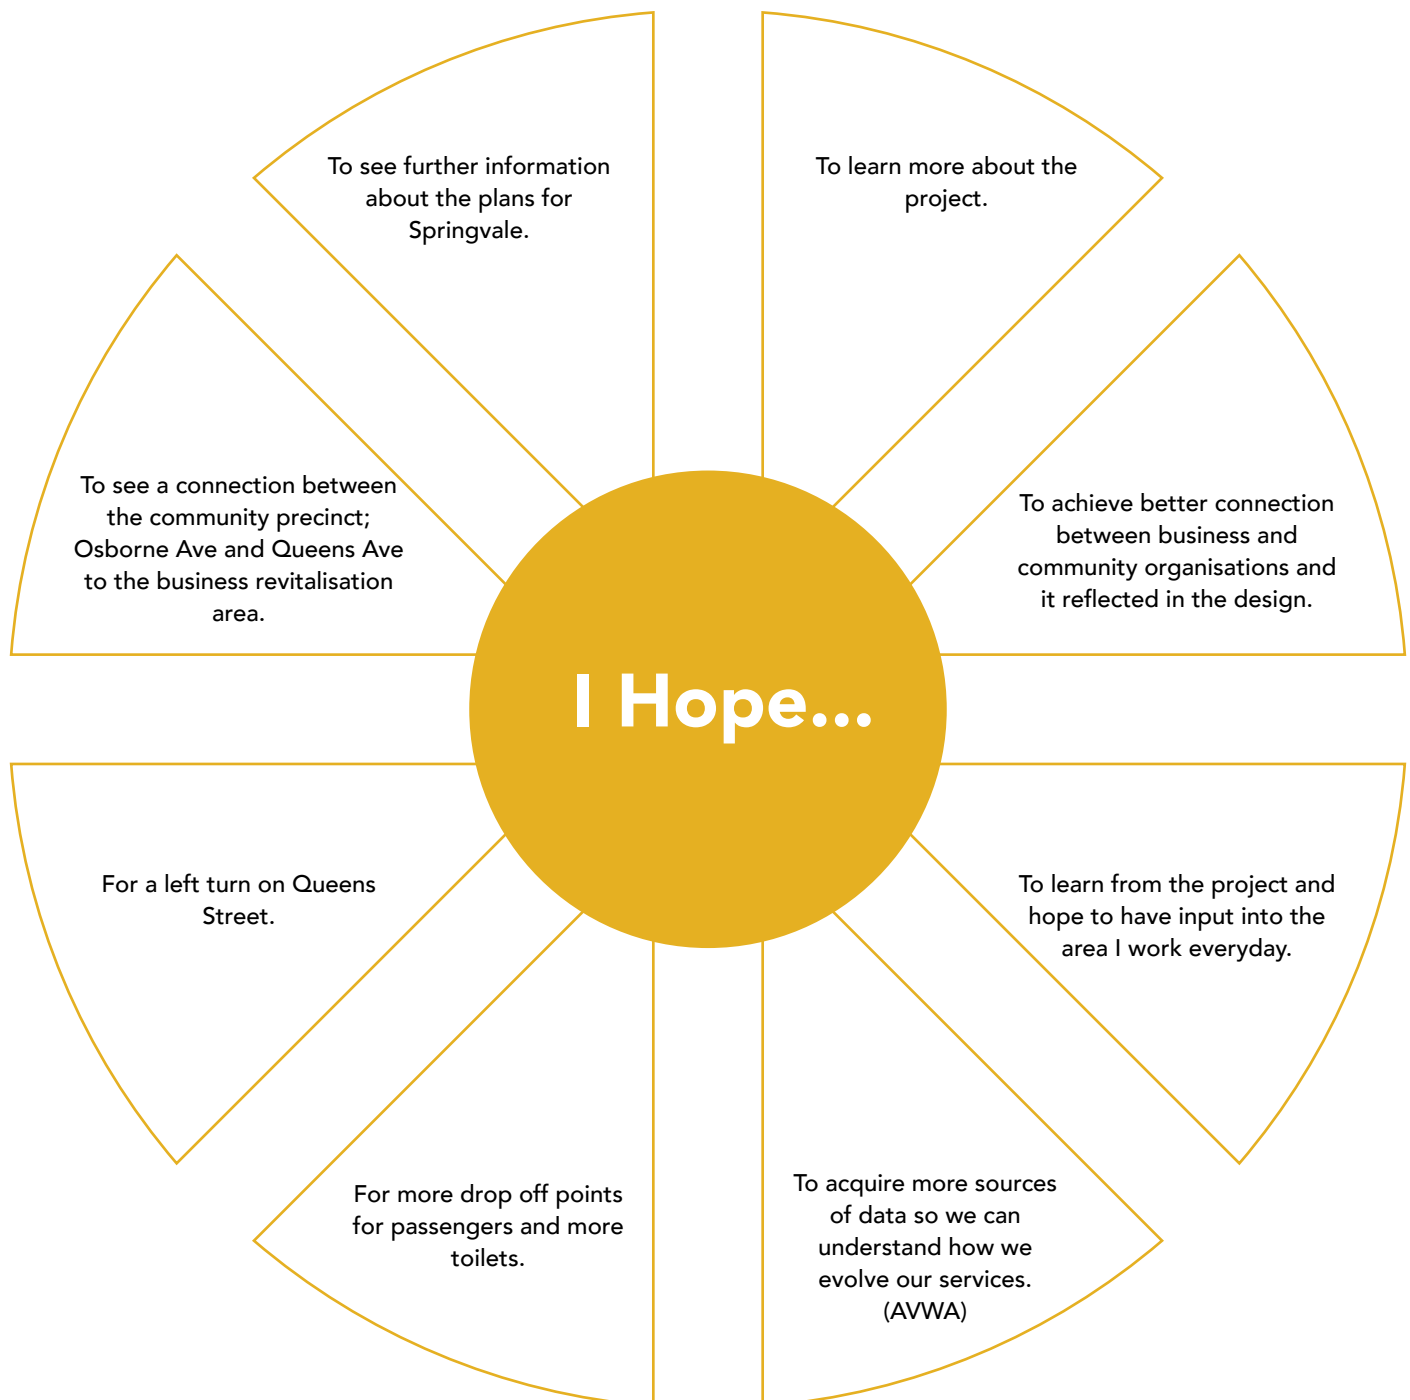 To see further information
about the plans for
Springvale.
To learn more about the
project.
To see a connection between
the community precinct;
Osborne Ave and Queens Ave
to the business revitalisation
area.
To achieve better connection
between business and
community organisations and
it reflected in the design.
I Hope...
For a left turn on Queens
Street.
To learn from the project and
hope to have input into the
area I work everyday.
For more drop off points
for passengers and more
toilets.
To acquire more sources
of data so we can
understand how we
evolve our services.
(AVWA)